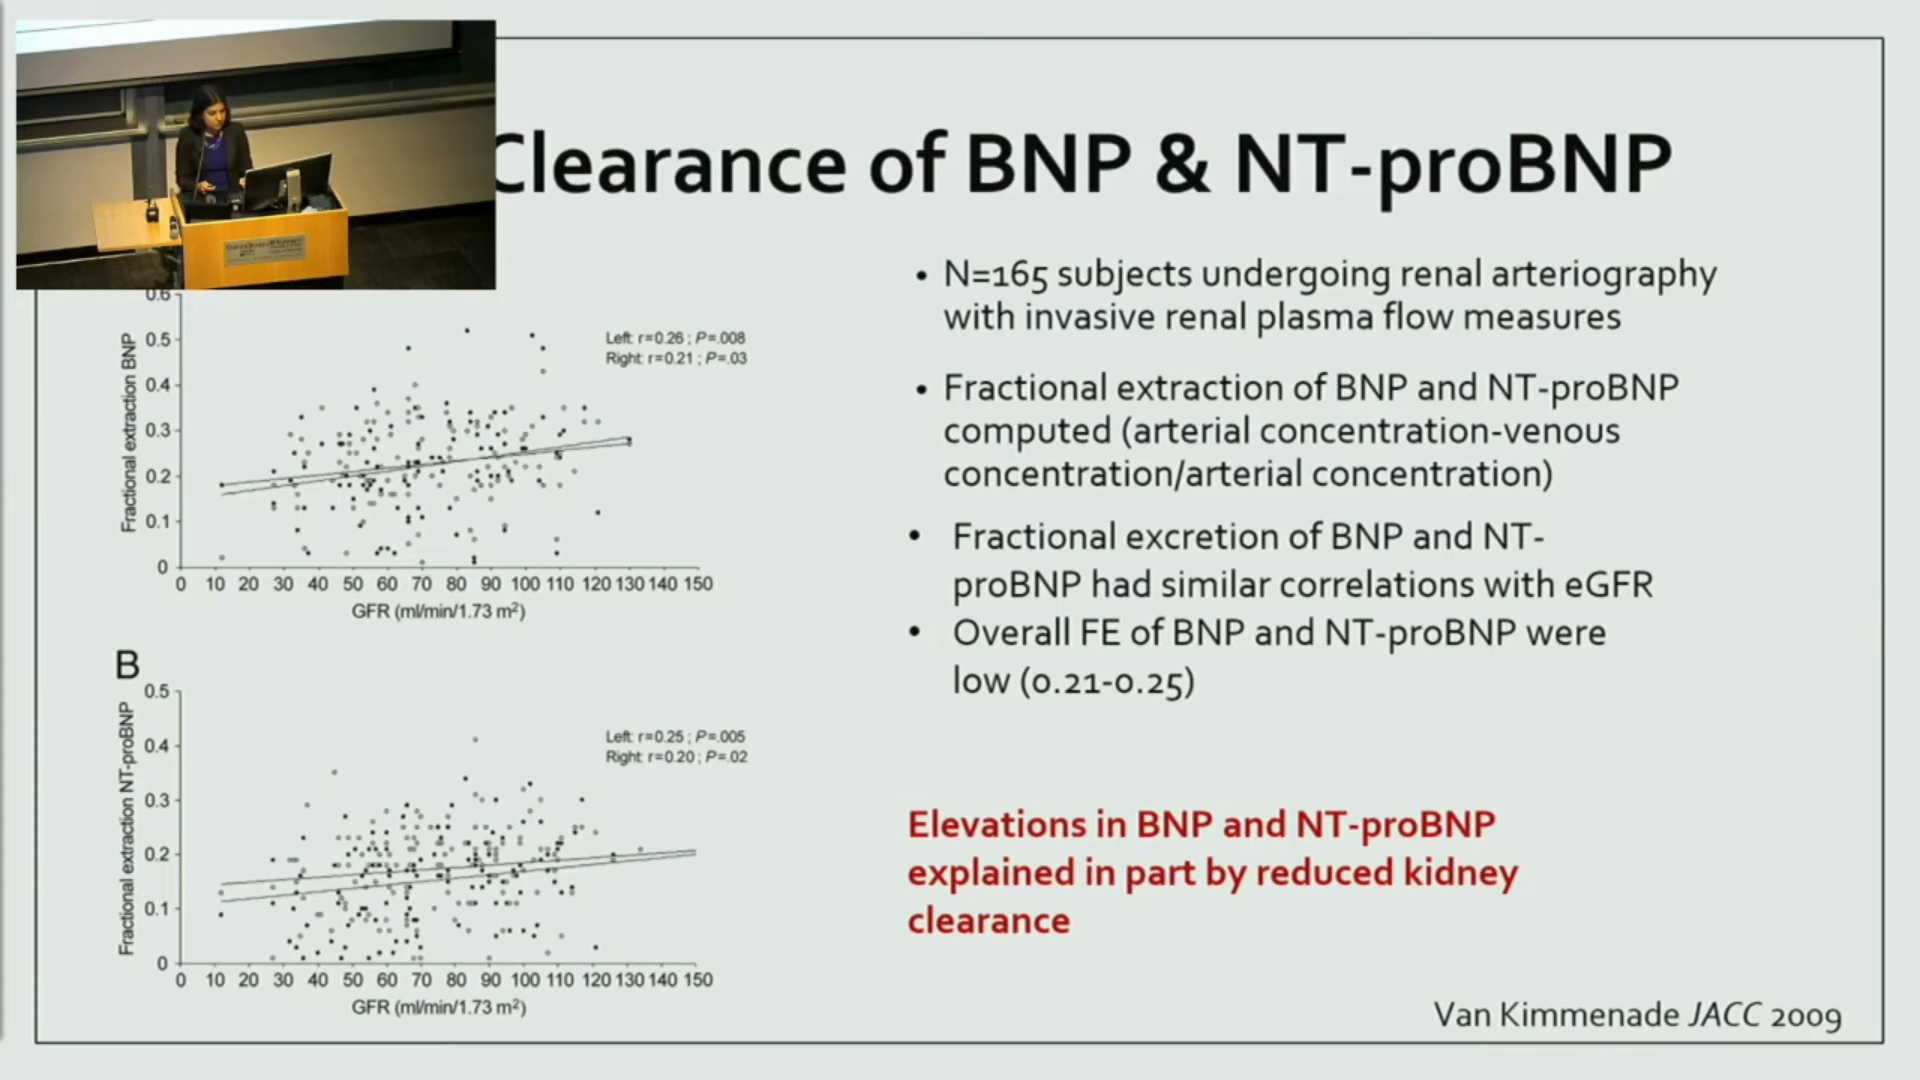 Clearance of BNP & NT-proBNP
0.6
0.5
0.4
0.3
0.2
0.1
0
Fractional extraction BNP
Left: r=0.26 ; P=.008
Right: r=0.21 ; P=.03
0 10 20 30 40 50 60 70 80 90 100 110 120 130 140 150
GFR (ml/min/1.73 m²)
B
0.5
0.4
0.3
0.2
0.1
0
Fractional extraction NT-proBNP
Left: r=0.25 ; P=.005
Right: r=0.20 ; P=.02
0 10 20 30 40 50 60 70 80 90 100 110 120 130 140 150
GFR (ml/min/1.73 m²)
• N=165 subjects undergoing renal arteriography
with invasive renal plasma flow measures
• Fractional extraction of BNP and NT-proBNP
computed (arterial concentration-venous
concentration/arterial concentration)
• Fractional excretion of BNP and NT-
proBNP had similar correlations with eGFR
• Overall FE of BNP and NT-proBNP were
low (0.21-0.25)
Elevations in BNP and NT-proBNP
explained in part by reduced kidney
clearance
Van Kimmenade JACC 2009